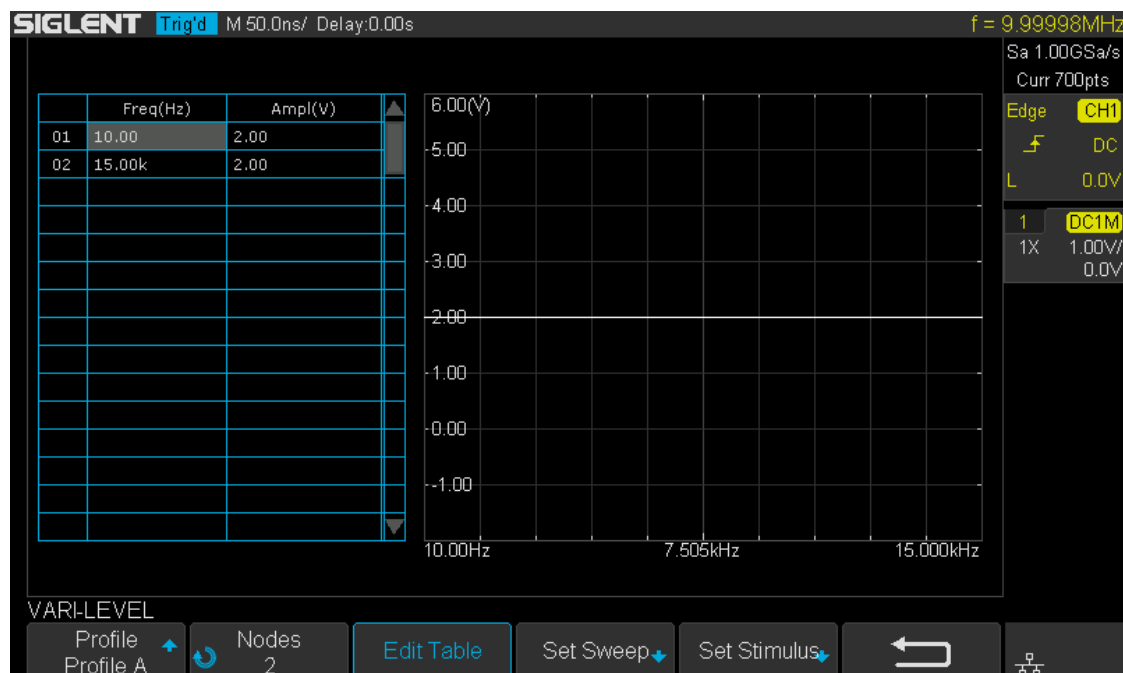 SIGLENT Trig'd M 50.0ns/ Delay:0.00s f = 9.99998MHz
Sa 1.00GSa/s
Curr 700pts
Edge CH1
DC
L 0.0V
1 DC1M
1X 1.00V/
0.0V
Freq(Hz) Ampl(V)
01 10.00 2.00
02 15.00k 2.00
6.00(V)
5.00
4.00
3.00
2.00
1.00
0.00
-1.00
10.00Hz 7.505kHz 15.000kHz
VARI-LEVEL
Profile
Profile A
Nodes
2
Edit Table
Set Sweep
Set Stimulus